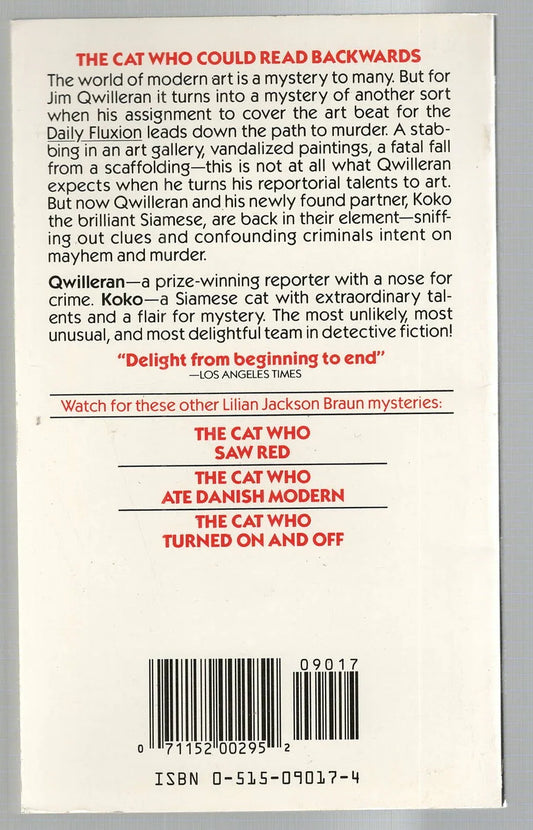 THE CAT WHO COULD READ BACKWARDS
The world of modern art is a mystery to many. But for
Jim Qwilleran it turns into a mystery of another sort
when his assignment to cover the art beat for the
Daily Fluxion leads down the path to murder. A stab-
bing in an art gallery, vandalized paintings, a fatal fall
from a scaffolding—this is not at all what Qwilleran
expects when he turns his reportorial talents to art.
But now Qwilleran and his newly found partner, Koko
the brilliant Siamese, are back in their element—sniff-
ing out clues and confounding criminals intent on
mayhem and murder.
Qwilleran—a prize-winning reporter with a nose for
crime. Koko—a Siamese cat with extraordinary tal-
ents and a flair for mystery. The most unlikely, most
unusual, and most delightful team in detective fiction!
“Delight from beginning to end”
—LOS ANGELES TIMES
Watch for these other Lilian Jackson Braun mysteries:
THE CAT WHO
SAW RED
THE CAT WHO
ATE DANISH MODERN
THE CAT WHO
TURNED ON AND OFF
09017
0 71152 00295 2
ISBN 0-515-09017-4